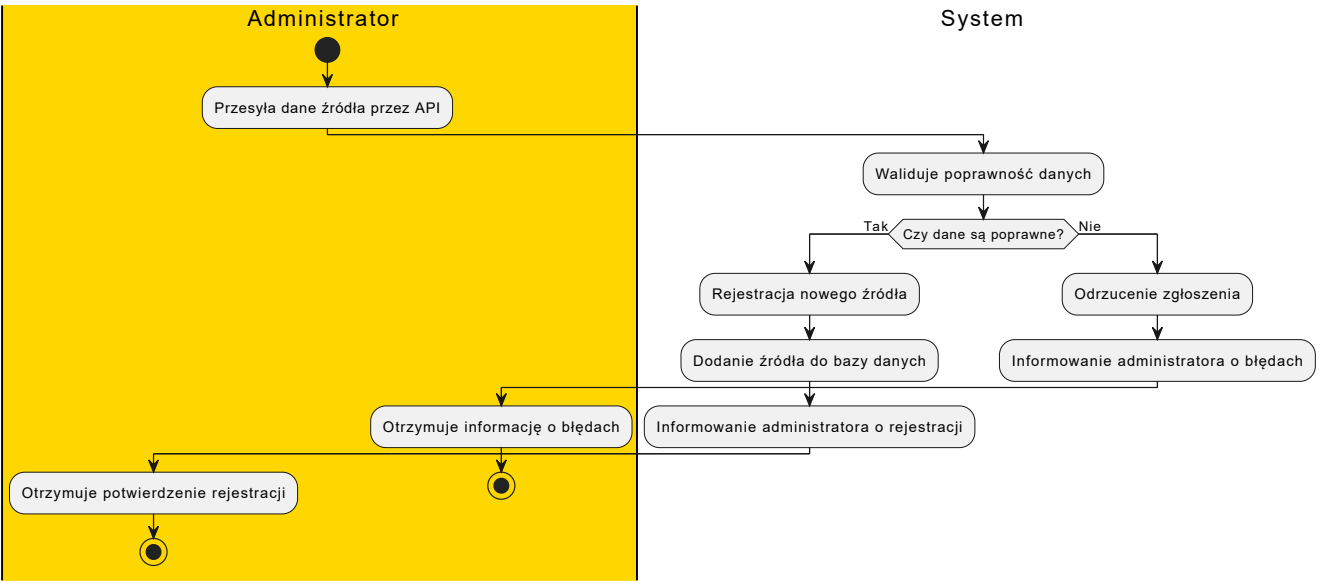 Administrator
System
Przesyła dane źródła przez API
Waliduje poprawność danych
Tak
Czy dane są poprawne?
Nie
Rejestracja nowego źródła
Odrzucenie zgłoszenia
Dodanie źródła do bazy danych
Informowanie administratora o błędach
Otrzymuje informację o błędach
Informowanie administratora o rejestracji
Otrzymuje potwierdzenie rejestracji